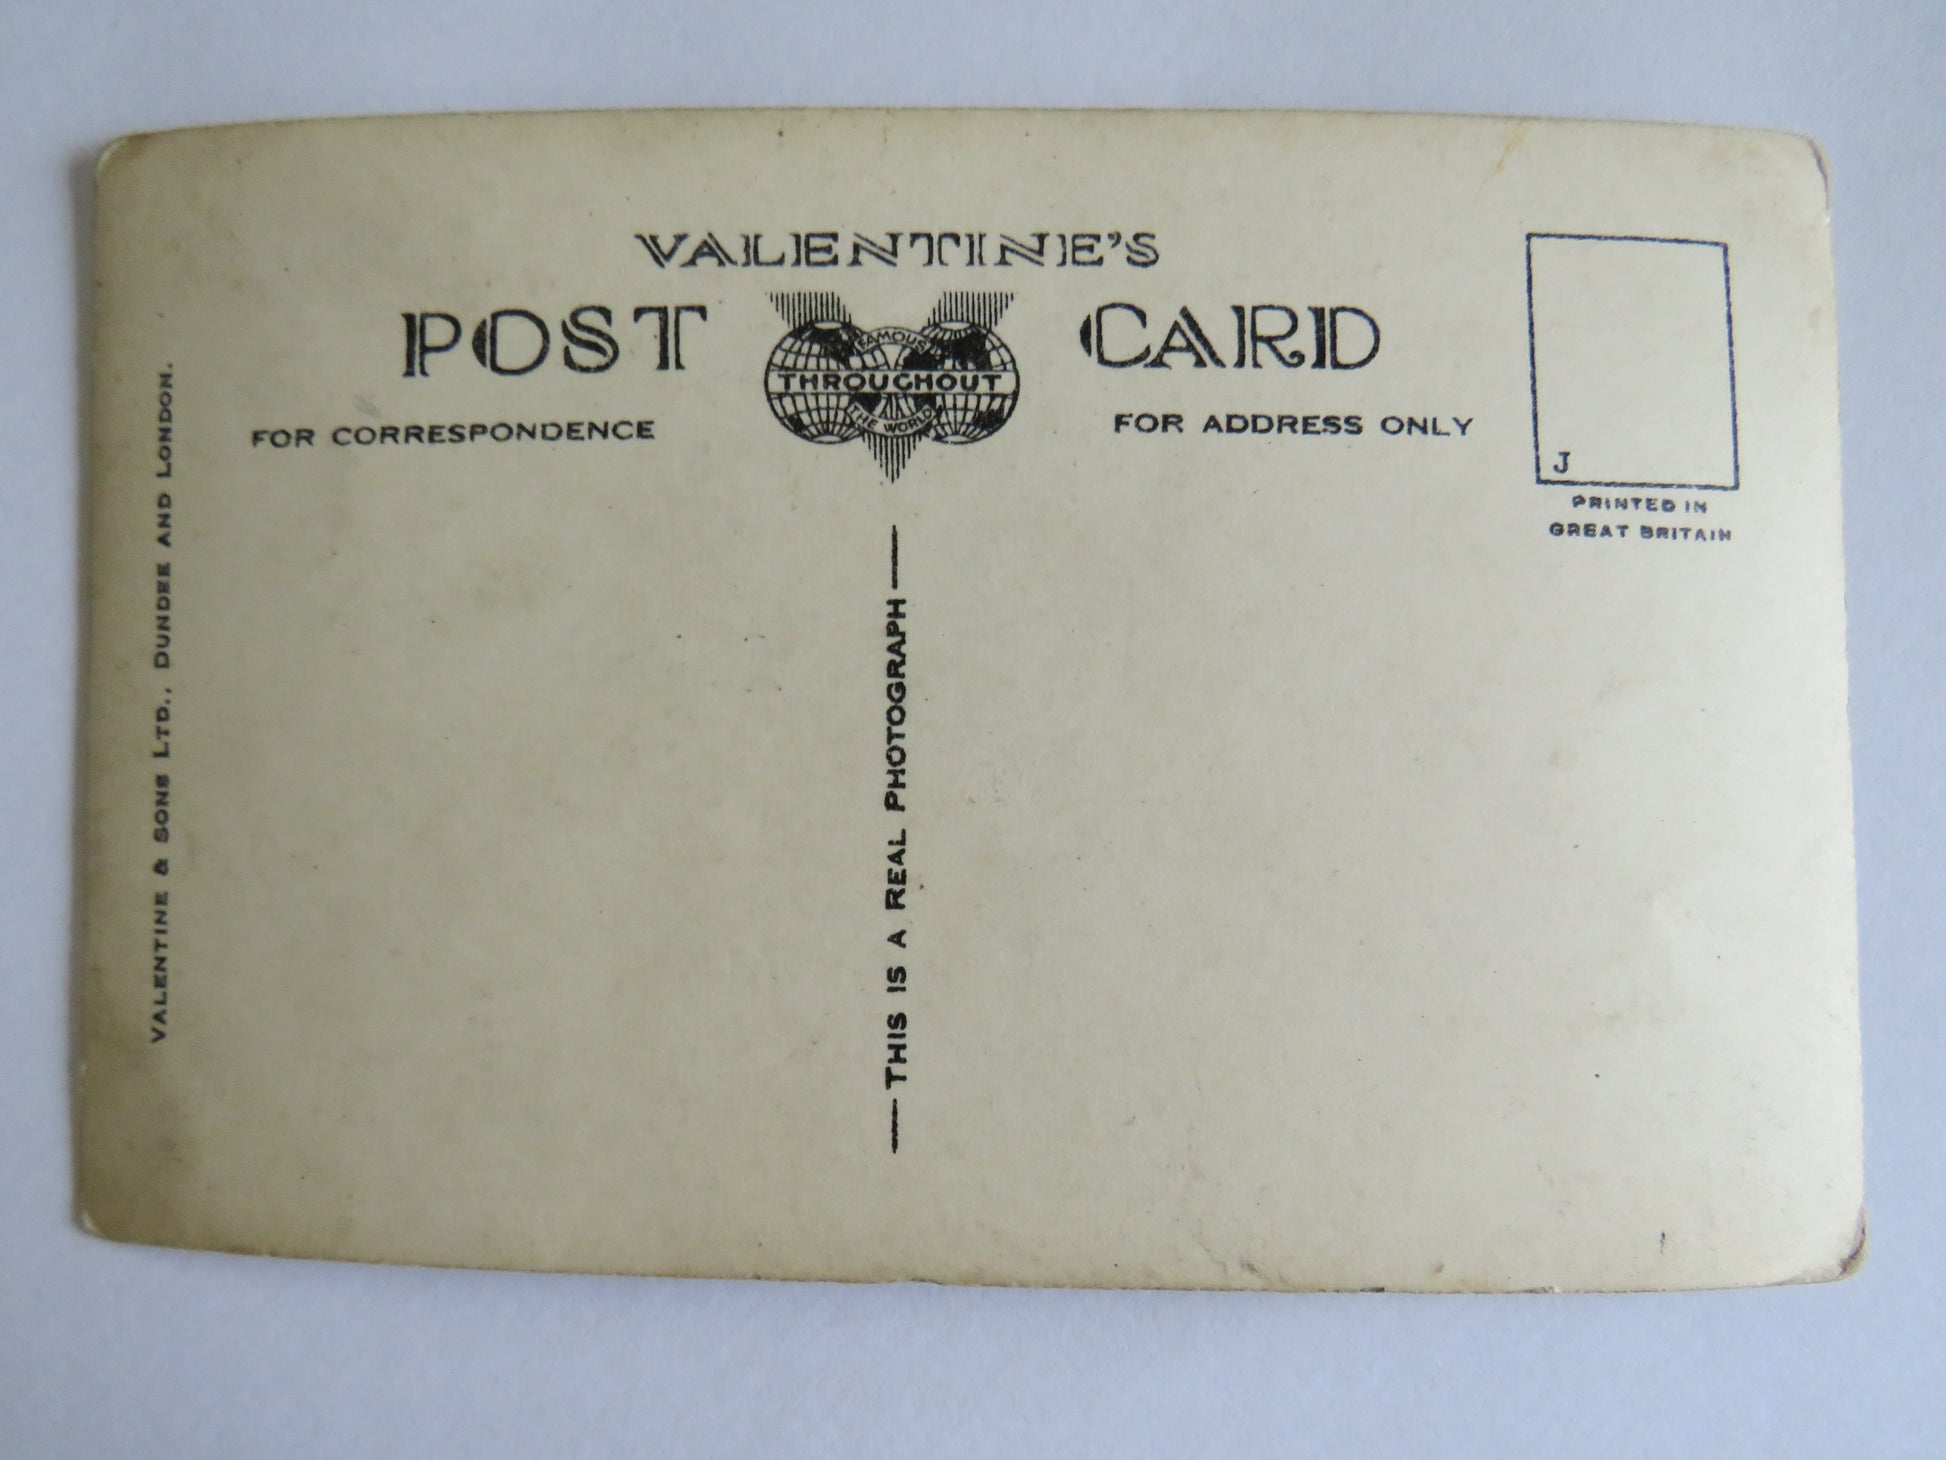 VALENTINE'S
POST CARD
FAMOUS
THROUGHOUT
THE WORLD
FOR CORRESPONDENCE
FOR ADDRESS ONLY
J
PRINTED IN
GREAT BRITAIN
VALENTINE & SONS LTD., DUNDEE AND LONDON.
THIS IS A REAL PHOTOGRAPH